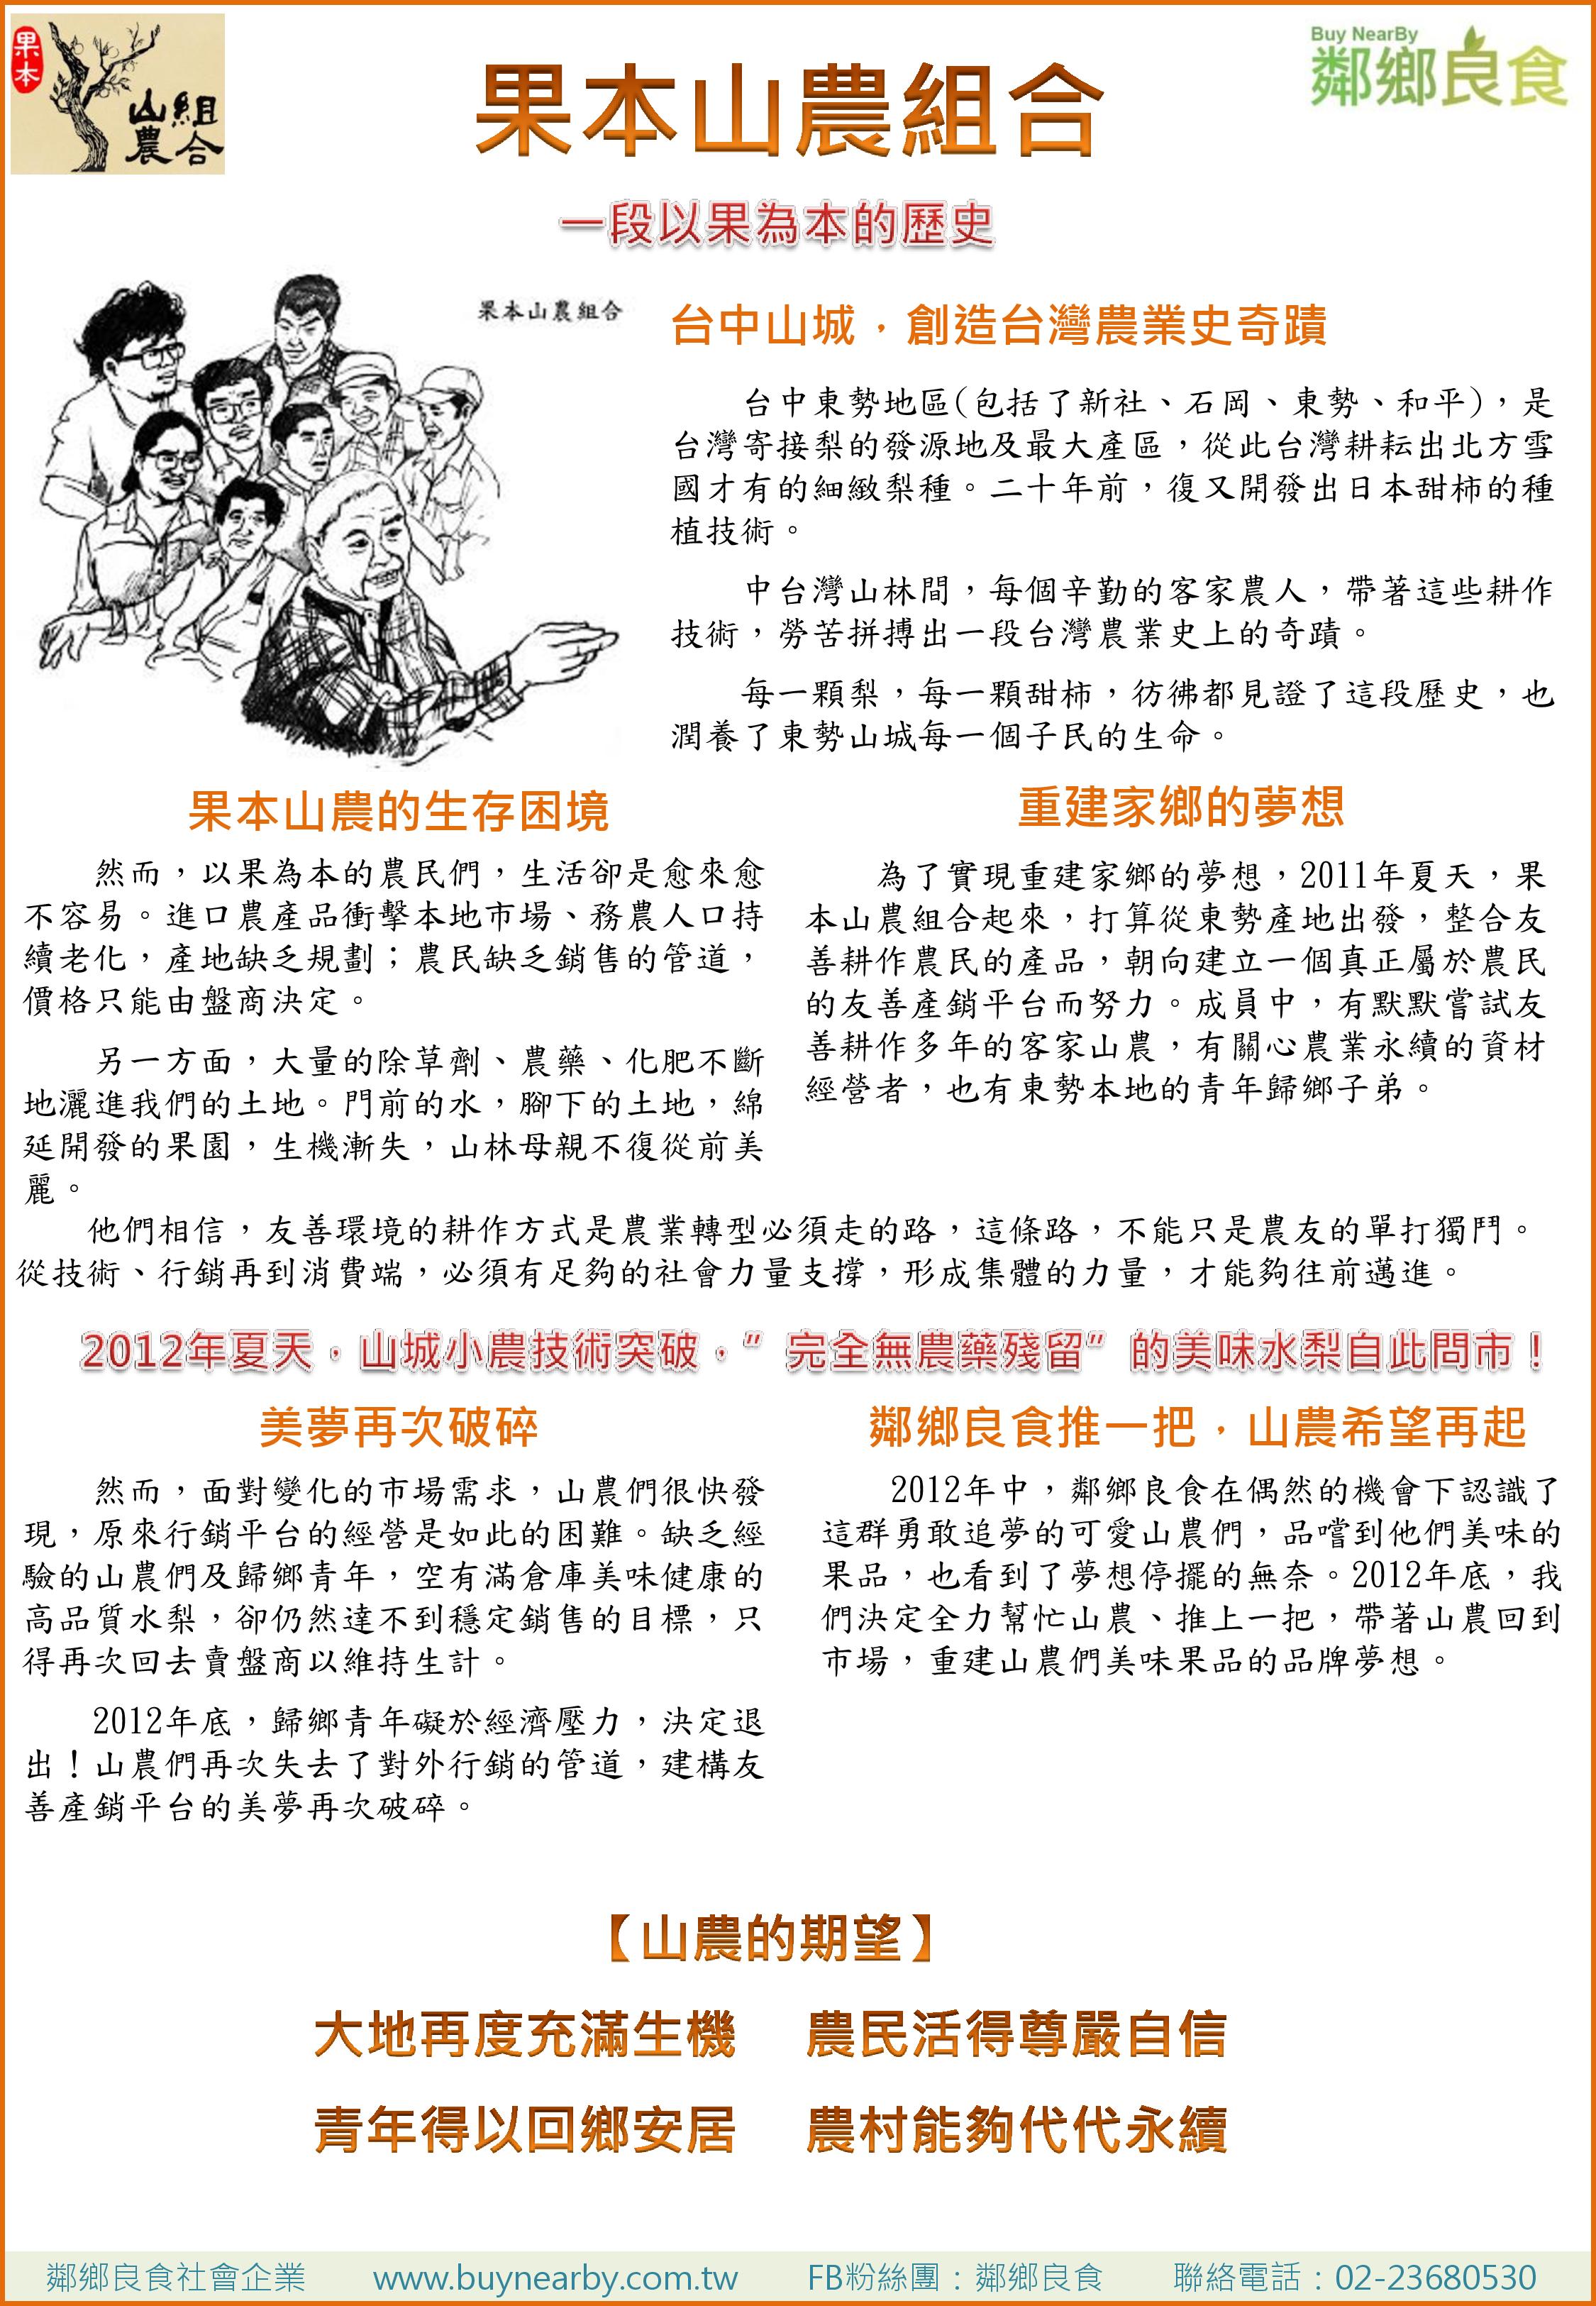 果本
山農組合
Buy NearBy
鄰鄉良食
果本山農組合
一段以果為本的歷史
果本山農組合
台中山城，創造台灣農業史奇蹟
台中東勢地區(包括了新社、石岡、東勢、和平)，是
台灣寄接梨的發源地及最大產區，從此台灣耕耘出北方雪
國才有的細緻梨種。二十年前，復又開發出日本甜柿的種
植技術。
中台灣山林間，每個辛勤的客家農人，帶著這些耕作
技術，勞苦拼搏出一段台灣農業史上的奇蹟。
每一顆梨，每一顆甜柿，彷彿都見證了這段歷史，也
潤養了東勢山城每一個子民的生命。
果本山農的生存困境
然而，以果為本的農民們，生活卻是愈來愈
不容易。進口農產品衝擊本地市場、務農人口持
續老化，產地缺乏規劃；農民缺乏銷售的管道，
價格只能由盤商決定。
另一方面，大量的除草劑、農藥、化肥不斷
地灑進我們的土地。門前的水，腳下的土地，綿
延開發的果園，生機漸失，山林母親不復從前美
麗。
重建家鄉的夢想
為了實現重建家鄉的夢想，2011年夏天，果
本山農組合起來，打算從東勢產地出發，整合友
善耕作農民的產品，朝向建立一個真正屬於農民
的友善產銷平台而努力。成員中，有默默嘗試友
善耕作多年的客家山農，有關心農業永續的資材
經營者，也有東勢本地的青年歸鄉子弟。
他們相信，友善環境的耕作方式是農業轉型必須走的路，這條路，不能只是農友的單打獨鬥。
從技術、行銷再到消費端，必須有足夠的社會力量支撐，形成集體的力量，才能夠往前邁進。
2012年夏天，山城小農技術突破，”完全無農藥殘留”的美味水梨自此問市！
美夢再次破碎
然而，面對變化的市場需求，山農們很快發
現，原來行銷平台的經營是如此的困難。缺乏經
驗的山農們及歸鄉青年，空有滿倉庫美味健康的
高品質水梨，卻仍然達不到穩定銷售的目標，只
得再次回去賣盤商以維持生計。
2012年底，歸鄉青年礙於經濟壓力，決定退
出！山農們再次失去了對外行銷的管道，建構友
善產銷平台的美夢再次破碎。
鄰鄉良食推一把，山農希望再起
2012年中，鄰鄉良食在偶然的機會下認識了
這群勇敢追夢的可愛山農們，品嚐到他們美味的
果品，也看到了夢想停擺的無奈。2012年底，我
們決定全力幫忙山農、推上一把，帶著山農回到
市場，重建山農們美味果品的品牌夢想。
【山農的期望】
大地再度充滿生機 農民活得尊嚴自信
青年得以回鄉安居 農村能夠代代永續
鄰鄉良食社會企業 www.buynearby.com.tw FB粉絲團：鄰鄉良食 聯絡電話：02-23680530